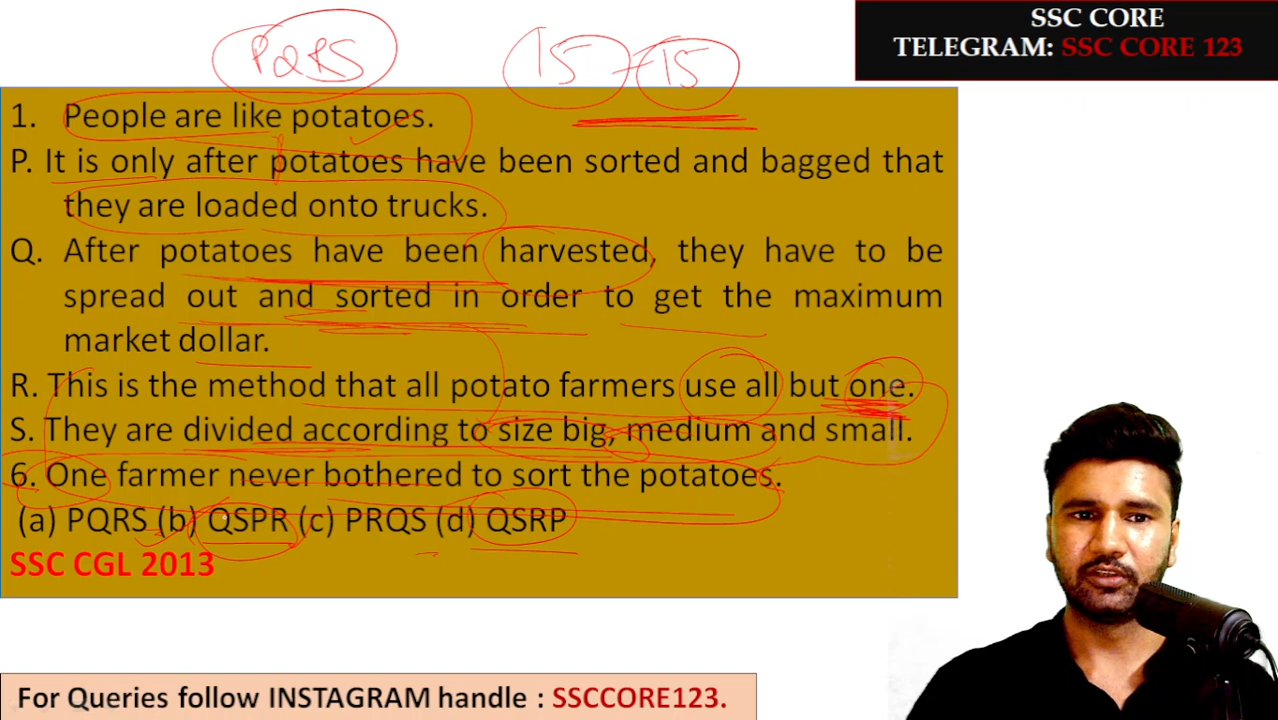 SSC CORE
TELEGRAM: SSC CORE 123
PQRS 15 - 15
1. People are like potatoes.
P. It is only after potatoes have been sorted and bagged that
they are loaded onto trucks.
Q. After potatoes have been harvested, they have to be
spread out and sorted in order to get the maximum
market dollar.
R. This is the method that all potato farmers use all but one.
S. They are divided according to size big, medium and small.
6. One farmer never bothered to sort the potatoes.
(a) PQRS (b) QSPR (c) PRQS (d) QSRP
SSC CGL 2013
For Queries follow INSTAGRAM handle : SSCCORE123.